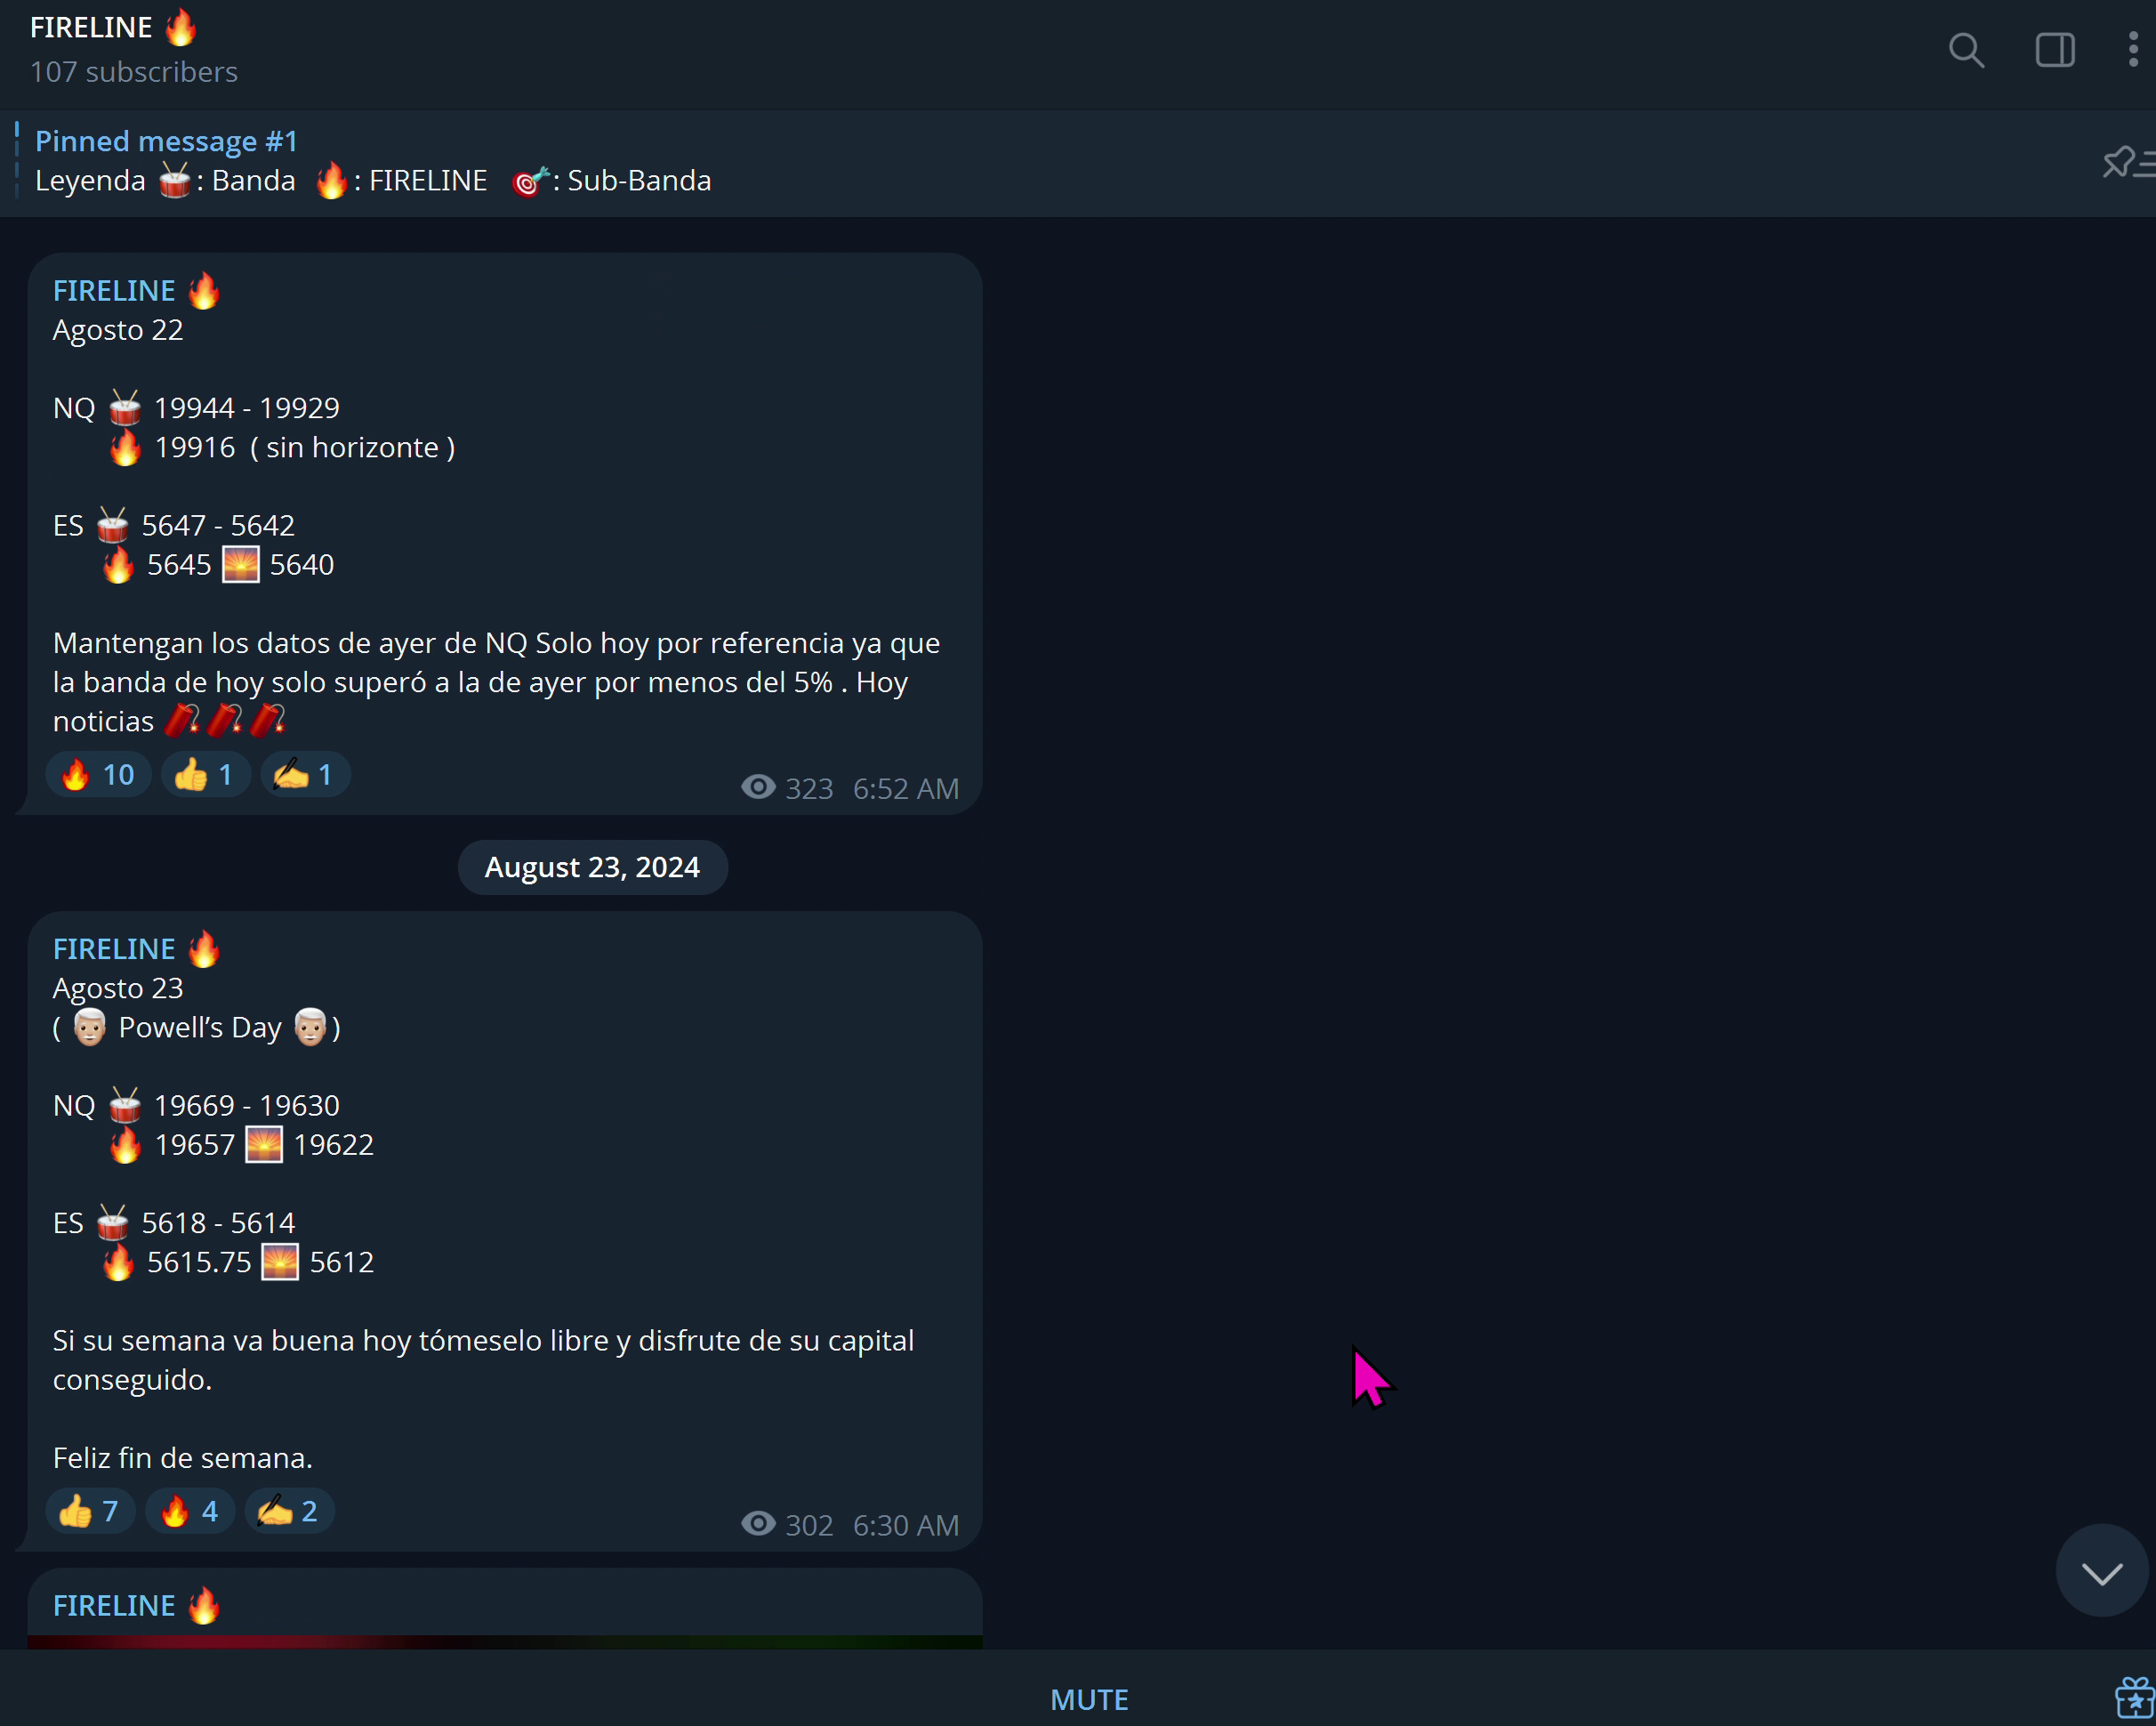 FIRELINE 🔥
107 subscribers
Pinned message #1
Leyenda 🥁: Banda 🔥: FIRELINE 🎯: Sub-Banda
FIRELINE 🔥
Agosto 22
NQ 🥁 19944 - 19929
🔥 19916 ( sin horizonte )
ES 🥁 5647 - 5642
🔥 5645 🌅 5640
Mantengan los datos de ayer de NQ Solo hoy por referencia ya que
la banda de hoy solo superó a la de ayer por menos del 5% . Hoy
noticias 🧨🧨🧨
🔥 10 👍 1 ✍ 1
323 6:52 AM
August 23, 2024
FIRELINE 🔥
Agosto 23
( 👨🏼‍🦳 Powell’s Day 👨🏼‍🦳)
NQ 🥁 19669 - 19630
🔥 19657 🌅 19622
ES 🥁 5618 - 5614
🔥 5615.75 🌅 5612
Si su semana va buena hoy tómeselo libre y disfrute de su capital
conseguido.
Feliz fin de semana.
👍 7 🔥 4 ✍ 2
302 6:30 AM
FIRELINE 🔥
MUTE